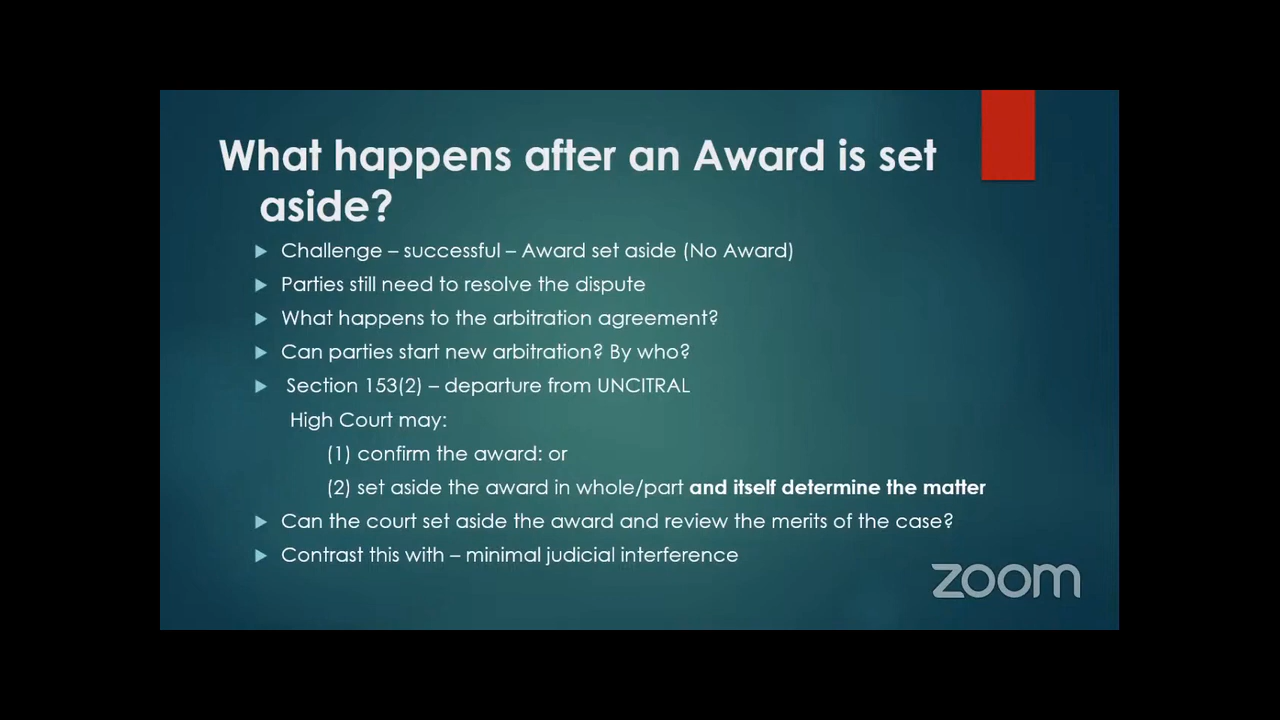 What happens after an Award is set
aside?
Challenge – successful – Award set aside (No Award)
Parties still need to resolve the dispute
What happens to the arbitration agreement?
Can parties start new arbitration? By who?
Section 153(2) – departure from UNCITRAL
High Court may:
(1) confirm the award: or
(2) set aside the award in whole/part and itself determine the matter
Can the court set aside the award and review the merits of the case?
Contrast this with – minimal judicial interference
zoom